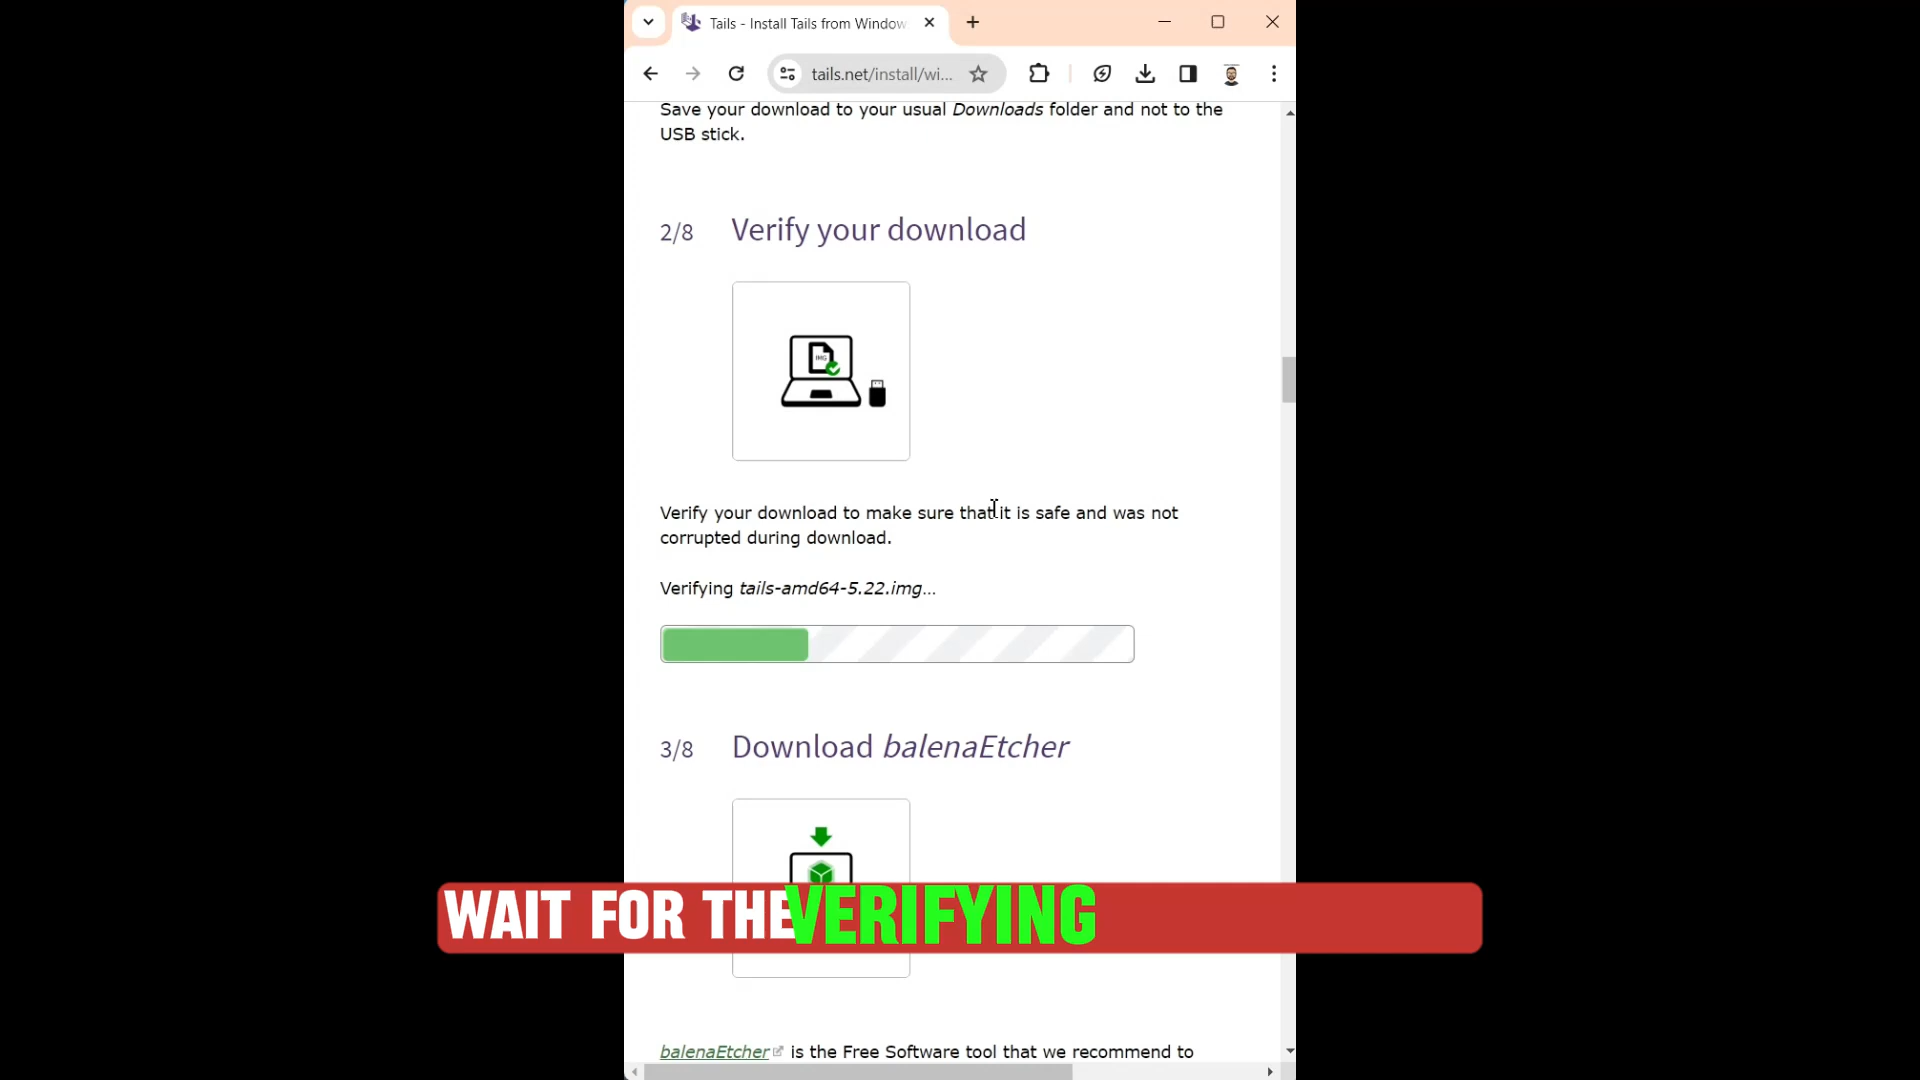 Tails - Install Tails from Window
tails.net/install/wi...
Save your download to your usual Downloads folder and not to the
USB stick.
2/8 Verify your download
IMG
Verify your download to make sure that it is safe and was not
corrupted during download.
Verifying tails-amd64-5.22.img...
3/8 Download balenaEtcher
WAIT FOR THE VERIFYING
balenaEtcher is the Free Software tool that we recommend to